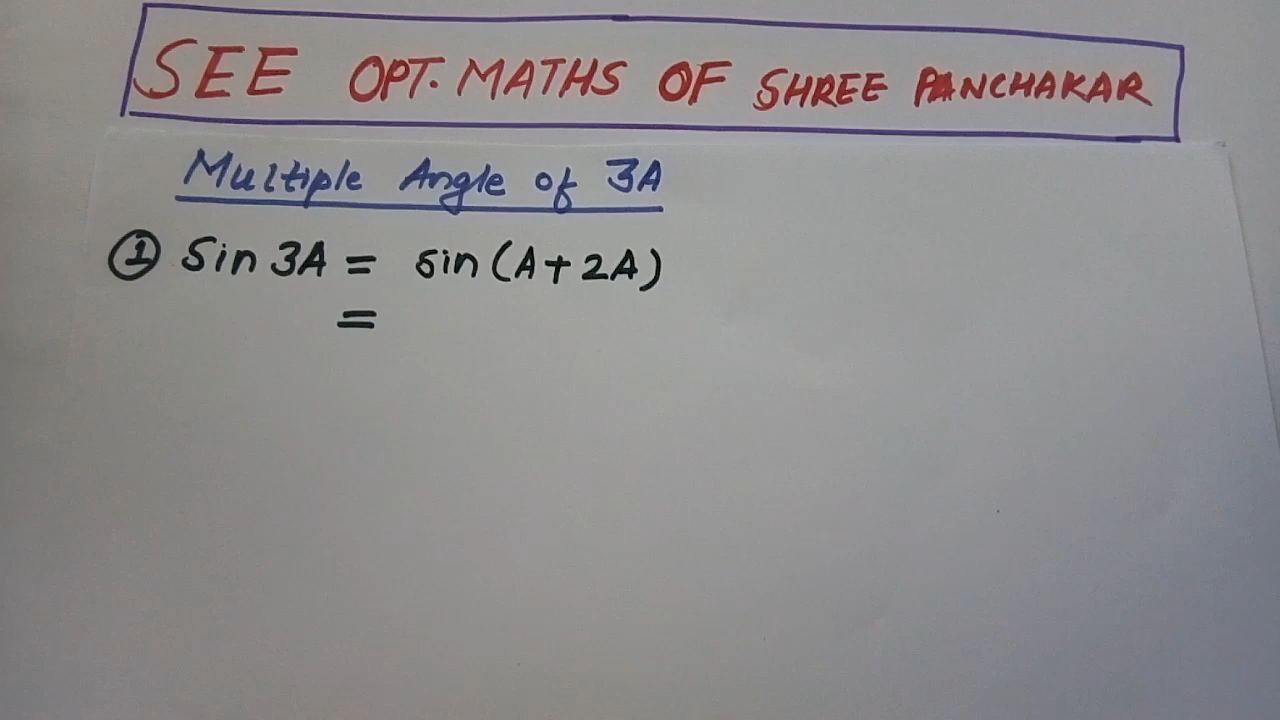 SEE OPT. MATHS OF SHREE PANCHAKAR
Multiple Angle of 3A
① Sin 3A = sin (A + 2A)
=